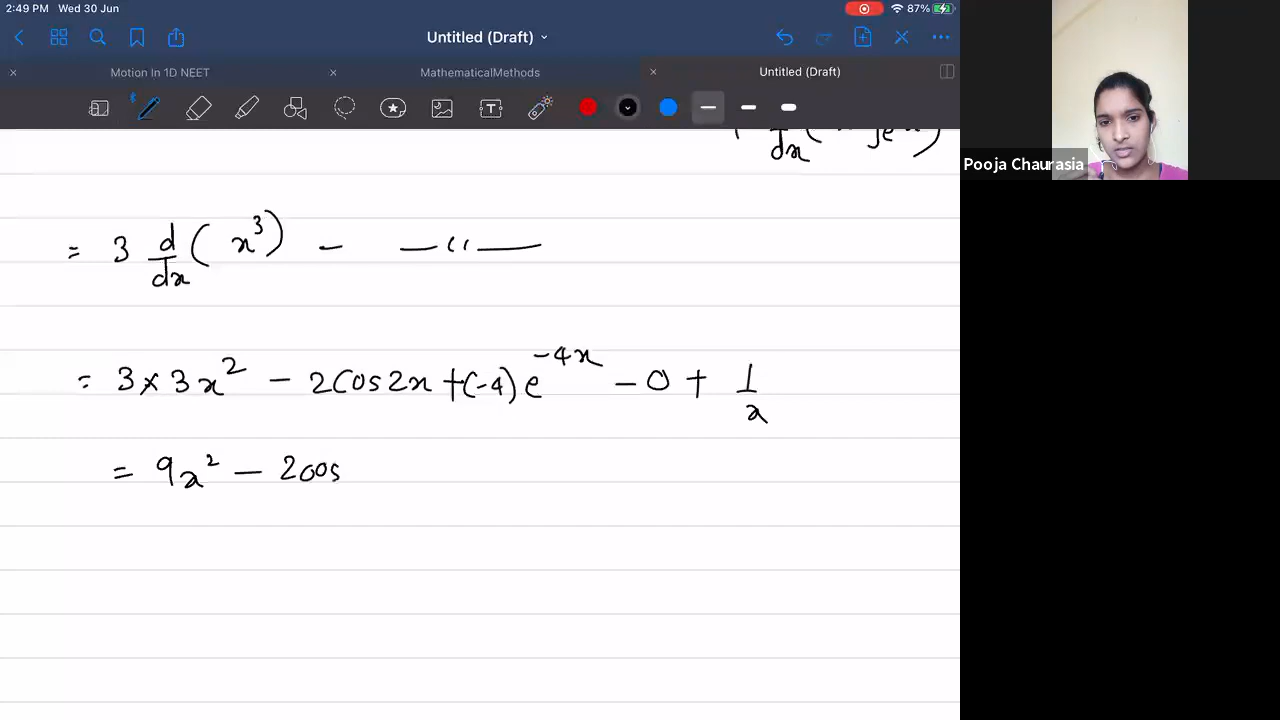 2:49 PM Wed 30 Jun
87%
Untitled (Draft)
Motion In 1D NEET
MathematicalMethods
Untitled (Draft)
T
Pooja Chaurasia
d/dx (
= 3 d/dx ( x³ ) - —"—
= 3 × 3x² - 2cos2x + (-4) e^-4x - 0 + 1/x
= 9x² - 2cos